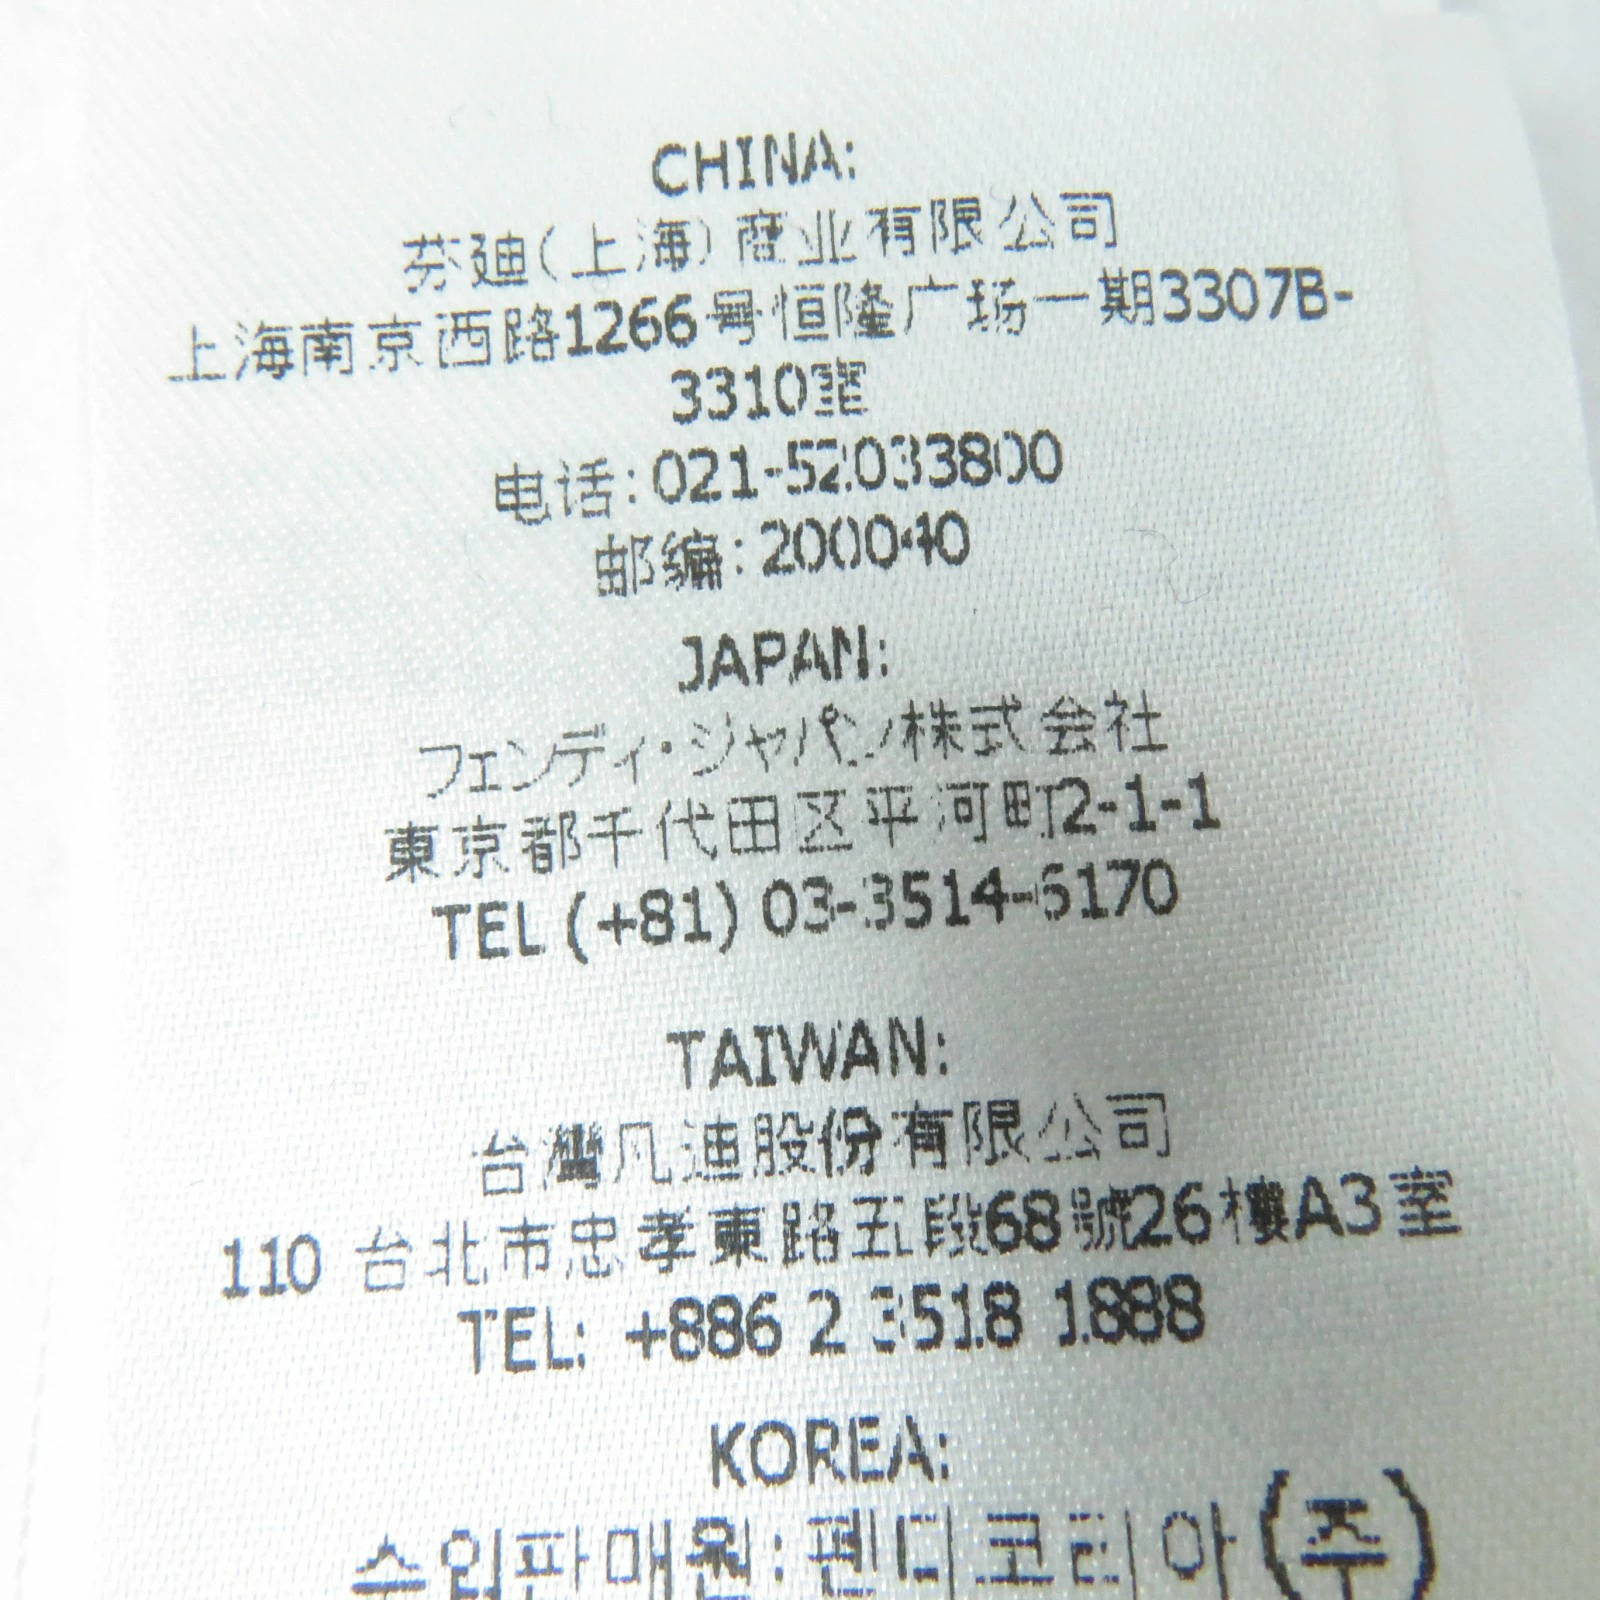 CHINA:
芬迪(上海)商业有限公司
上海南京西路1266号恒隆广场一期3307B-
3310室
电话:021-52033800
邮编:200040
JAPAN:
フェンディ・ジャパン株式会社
東京都千代田区平河町2-1-1
TEL (+81) 03-3514-6170
TAIWAN:
台灣凡迪股份有限公司
110 台北市忠孝東路五段68號26樓A3室
TEL: +886 2 3518 1888
KOREA:
수입판매원:펜디코리아(주)